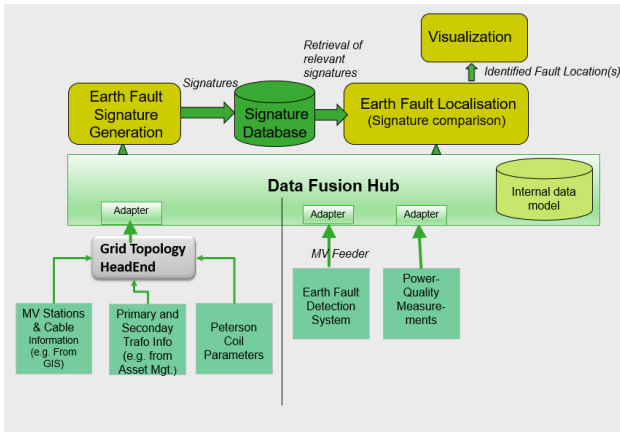 Visualization
Retrieval of
relevant
signatures
Signatures
Identified Fault Location(s)
Earth Fault
Signature
Generation
Signature
Database
Earth Fault Localisation
(Signature comparison)
Data Fusion Hub
Internal data
model
Adapter
Adapter
Adapter
Grid Topology
HeadEnd
MV Feeder
MV Stations
& Cable
Information
(e.g. From
GIS)
Primary and
Seconday
Trafo Info
(e.g. from
Asset Mgt.)
Peterson
Coil
Parameters
Earth Fault
Detection
System
Power-
Quality
Measure-
ments